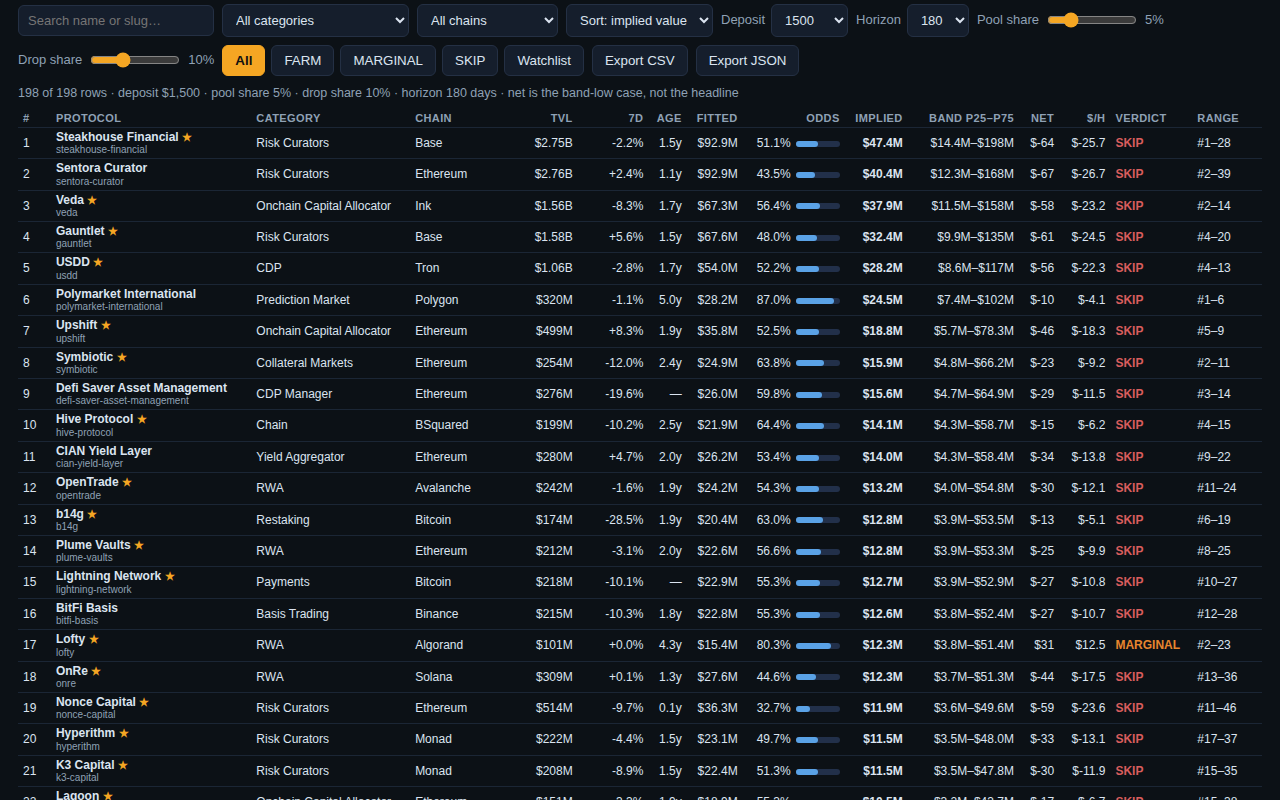 Search name or slug… All categories All chains Sort: implied value Deposit 1500 Horizon 180 Pool share 5%
Drop share 10% All FARM MARGINAL SKIP Watchlist Export CSV Export JSON
198 of 198 rows · deposit $1,500 · pool share 5% · drop share 10% · horizon 180 days · net is the band-low case, not the headline
# PROTOCOL CATEGORY CHAIN TVL 7D AGE FITTED ODDS IMPLIED BAND P25–P75 NET $/H VERDICT RANGE
1 Steakhouse Financial ★ Risk Curators Base $2.75B -2.2% 1.5y $92.9M 51.1% $47.4M $14.4M–$198M $-64 $-25.7 SKIP #1–28
steakhouse-financial
2 Sentora Curator Risk Curators Ethereum $2.76B +2.4% 1.1y $92.9M 43.5% $40.4M $12.3M–$168M $-67 $-26.7 SKIP #2–39
sentora-curator
3 Veda ★ Onchain Capital Allocator Ink $1.56B -8.3% 1.7y $67.3M 56.4% $37.9M $11.5M–$158M $-58 $-23.2 SKIP #2–14
veda
4 Gauntlet ★ Risk Curators Base $1.58B +5.6% 1.5y $67.6M 48.0% $32.4M $9.9M–$135M $-61 $-24.5 SKIP #4–20
gauntlet
5 USDD ★ CDP Tron $1.06B -2.8% 1.7y $54.0M 52.2% $28.2M $8.6M–$117M $-56 $-22.3 SKIP #4–13
usdd
6 Polymarket International Prediction Market Polygon $320M -1.1% 5.0y $28.2M 87.0% $24.5M $7.4M–$102M $-10 $-4.1 SKIP #1–6
polymarket-international
7 Upshift ★ Onchain Capital Allocator Ethereum $499M +8.3% 1.9y $35.8M 52.5% $18.8M $5.7M–$78.3M $-46 $-18.3 SKIP #5–9
upshift
8 Symbiotic ★ Collateral Markets Ethereum $254M -12.0% 2.4y $24.9M 63.8% $15.9M $4.8M–$66.2M $-23 $-9.2 SKIP #2–11
symbiotic
9 Defi Saver Asset Management CDP Manager Ethereum $276M -19.6% — $26.0M 59.8% $15.6M $4.7M–$64.9M $-29 $-11.5 SKIP #3–14
defi-saver-asset-management
10 Hive Protocol ★ Chain BSquared $199M -10.2% 2.5y $21.9M 64.4% $14.1M $4.3M–$58.7M $-15 $-6.2 SKIP #4–15
hive-protocol
11 CIAN Yield Layer Yield Aggregator Ethereum $280M +4.7% 2.0y $26.2M 53.4% $14.0M $4.3M–$58.4M $-34 $-13.8 SKIP #9–22
cian-yield-layer
12 OpenTrade ★ RWA Avalanche $242M -1.6% 1.9y $24.2M 54.3% $13.2M $4.0M–$54.8M $-30 $-12.1 SKIP #11–24
opentrade
13 b14g ★ Restaking Bitcoin $174M -28.5% 1.9y $20.4M 63.0% $12.8M $3.9M–$53.5M $-13 $-5.1 SKIP #6–19
b14g
14 Plume Vaults ★ RWA Ethereum $212M -3.1% 2.0y $22.6M 56.6% $12.8M $3.9M–$53.3M $-25 $-9.9 SKIP #8–25
plume-vaults
15 Lightning Network ★ Payments Bitcoin $218M -10.1% — $22.9M 55.3% $12.7M $3.9M–$52.9M $-27 $-10.8 SKIP #10–27
lightning-network
16 BitFi Basis Basis Trading Binance $215M -10.3% 1.8y $22.8M 55.3% $12.6M $3.8M–$52.4M $-27 $-10.7 SKIP #12–28
bitfi-basis
17 Lofty ★ RWA Algorand $101M +0.0% 4.3y $15.4M 80.3% $12.3M $3.8M–$51.4M $31 $12.5 MARGINAL #2–23
lofty
18 OnRe ★ RWA Solana $309M +0.1% 1.3y $27.6M 44.6% $12.3M $3.7M–$51.3M $-44 $-17.5 SKIP #13–36
onre
19 Nonce Capital ★ Risk Curators Ethereum $514M -9.7% 0.1y $36.3M 32.7% $11.9M $3.6M–$49.6M $-59 $-23.6 SKIP #11–46
nonce-capital
20 Hyperithm ★ Risk Curators Monad $222M -4.4% 1.5y $23.1M 49.7% $11.5M $3.5M–$48.0M $-33 $-13.1 SKIP #17–37
hyperithm
21 K3 Capital ★ Risk Curators Monad $208M -8.9% 1.5y $22.4M 51.3% $11.5M $3.5M–$47.8M $-30 $-11.9 SKIP #15–35
k3-capital
Lagoon ★